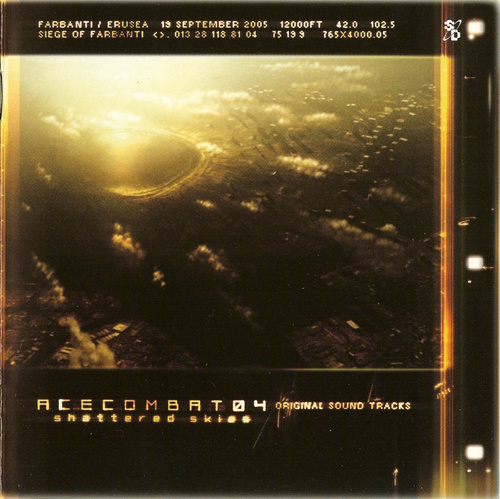 FARBANTI / ERUSEA 19 SEPTEMBER 2005 12000FT 42.0 102.5
SIEGE OF FARBANTI <>. 013 28 118 81 04 75 19 9 765X4000.05
SD
ACECOMBAT04 ORIGINAL SOUND TRACKS
shattered skies